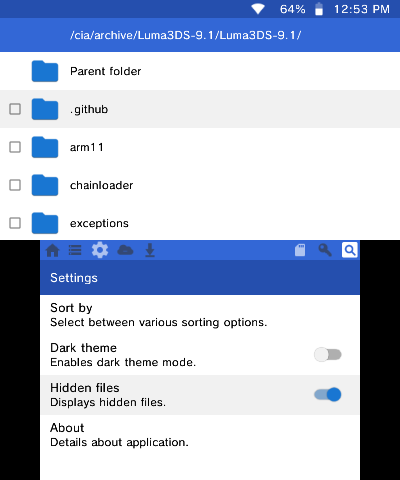 64% 12:53 PM
/cia/archive/Luma3DS-9.1/Luma3DS-9.1/
Parent folder
.github
arm11
chainloader
exceptions
Settings
Sort by
Select between various sorting options.
Dark theme
Enables dark theme mode.
Hidden files
Displays hidden files.
About
Details about application.